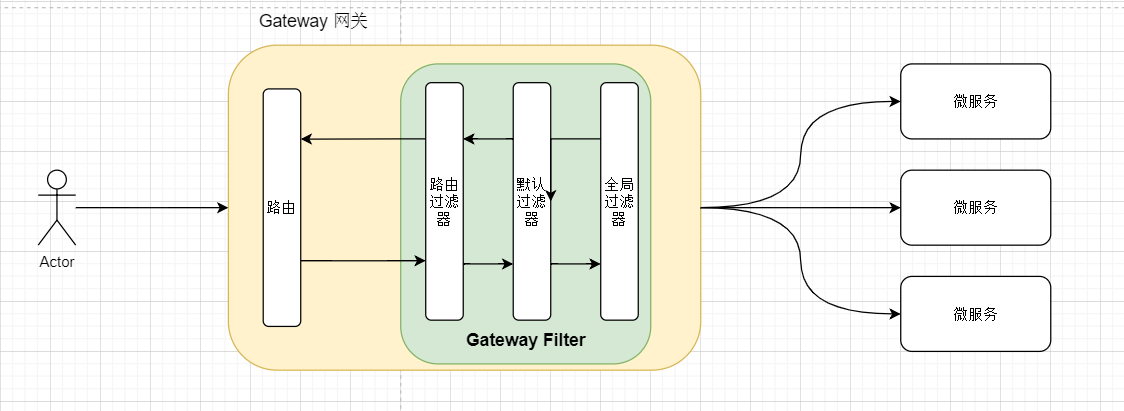 Gateway 网关
Actor
路由
路由
过滤
器
默认
过滤
器
全局
过滤器
Gateway Filter
微服务
微服务
微服务